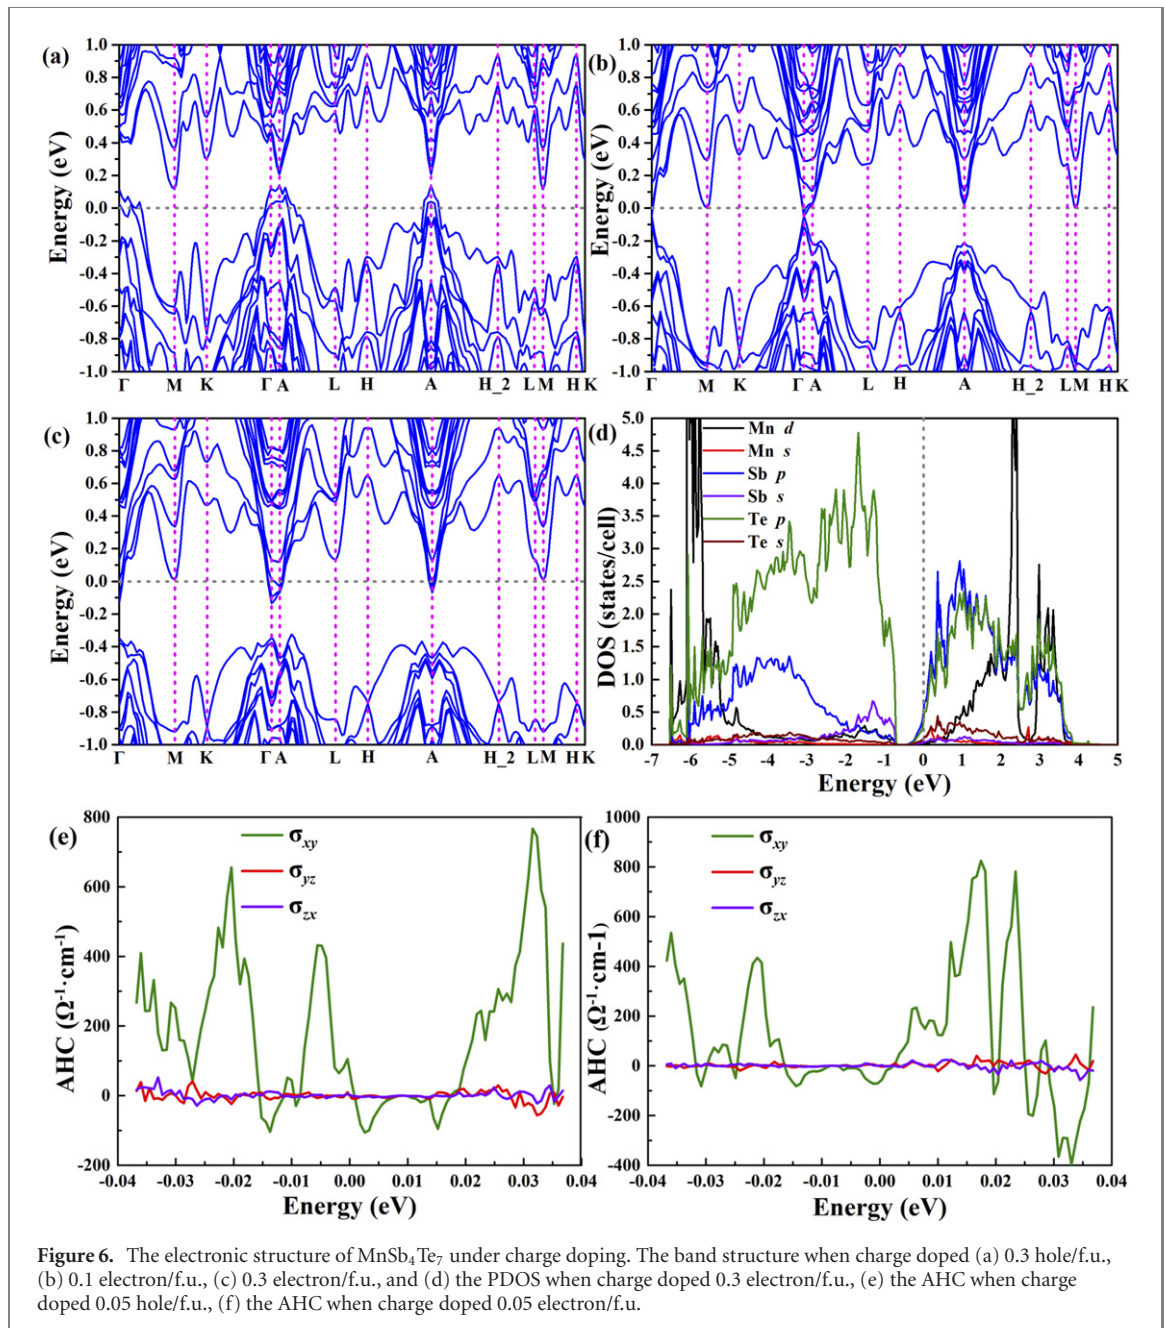 (a)
Energy (eV)
1.0
0.8
0.6
0.4
0.2
0.0
-0.2
-0.4
-0.6
-0.8
-1.0
Γ M K Γ A L H A H_2 L M H K
(b)
Energy (eV)
1.0
0.8
0.6
0.4
0.2
0.0
-0.2
-0.4
-0.6
-0.8
-1.0
Γ M K Γ A L H A H_2 L M H K
(c)
Energy (eV)
1.0
0.8
0.6
0.4
0.2
0.0
-0.2
-0.4
-0.6
-0.8
-1.0
Γ M K Γ A L H A H_2 L M H K
(d)
DOS (states/cell)
5.0
4.5
4.0
3.5
3.0
2.5
2.0
1.5
1.0
0.5
0.0
Mn d
Mn s
Sb p
Sb s
Te p
Te s
-7 -6 -5 -4 -3 -2 -1 0 1 2 3 4 5
Energy (eV)
(e)
AHC (Ω⁻¹·cm⁻¹)
800
600
400
200
0
-200
σxy
σyz
σzx
-0.04 -0.03 -0.02 -0.01 0.00 0.01 0.02 0.03 0.04
Energy (eV)
(f)
AHC (Ω⁻¹·cm-1)
1000
800
600
400
200
0
-200
-400
σxy
σyz
σzx
-0.04 -0.03 -0.02 -0.01 0.00 0.01 0.02 0.03 0.04
Energy (eV)
Figure 6. The electronic structure of MnSb₄Te₇ under charge doping. The band structure when charge doped (a) 0.3 hole/f.u.,
(b) 0.1 electron/f.u., (c) 0.3 electron/f.u., and (d) the PDOS when charge doped 0.3 electron/f.u., (e) the AHC when charge
doped 0.05 hole/f.u., (f) the AHC when charge doped 0.05 electron/f.u.